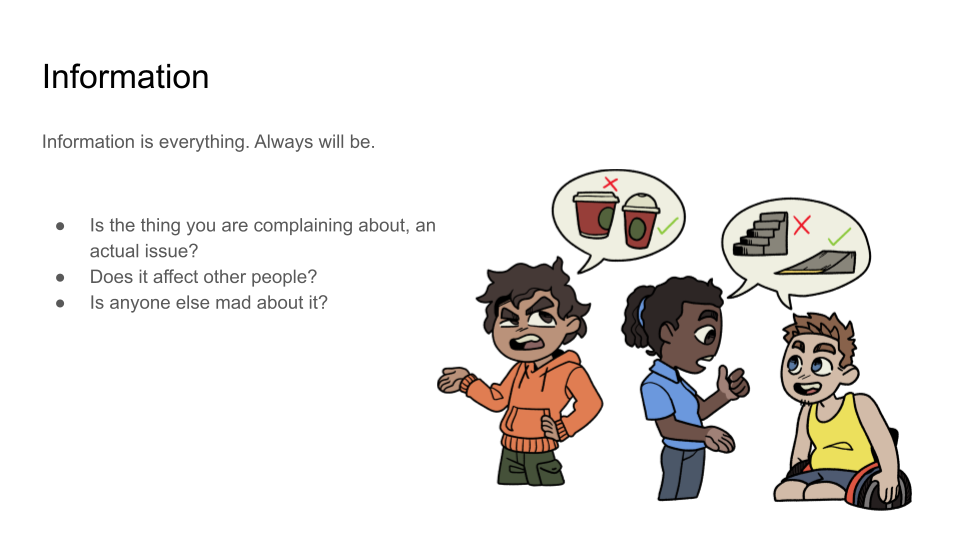 Information
Information is everything. Always will be.
● Is the thing you are complaining about, an
actual issue?
● Does it affect other people?
● Is anyone else mad about it?